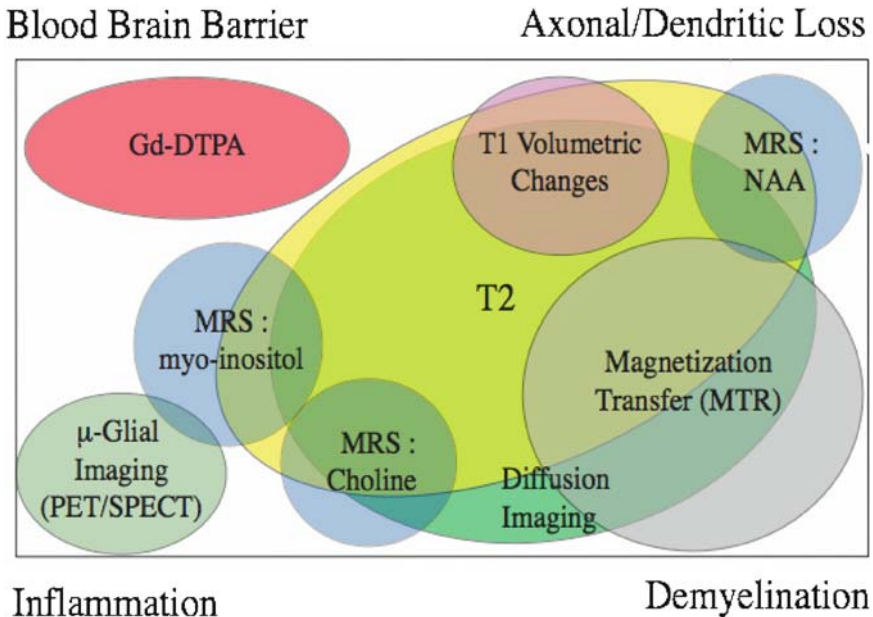 Blood Brain Barrier
Axonal/Dendritic Loss
Gd-DTPA
T1 Volumetric
Changes
MRS :
NAA
T2
MRS :
myo-inositol
Magnetization
Transfer (MTR)
μ-Glial
Imaging
(PET/SPECT)
MRS :
Choline
Diffusion
Imaging
Inflammation
Demyelination